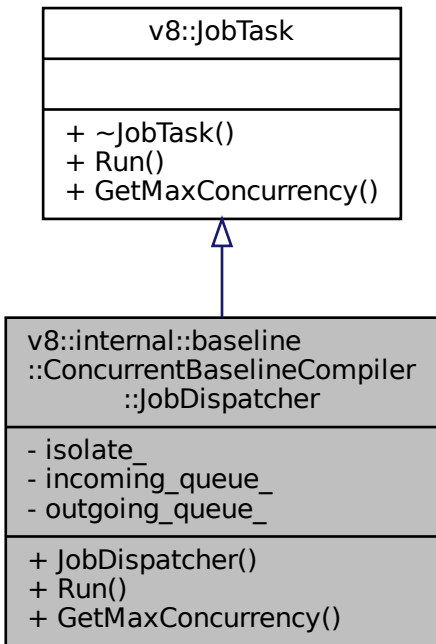 v8::JobTask
+ ~JobTask()
+ Run()
+ GetMaxConcurrency()
v8::internal::baseline
::ConcurrentBaselineCompiler
::JobDispatcher
- isolate_
- incoming_queue_
- outgoing_queue_
+ JobDispatcher()
+ Run()
+ GetMaxConcurrency()